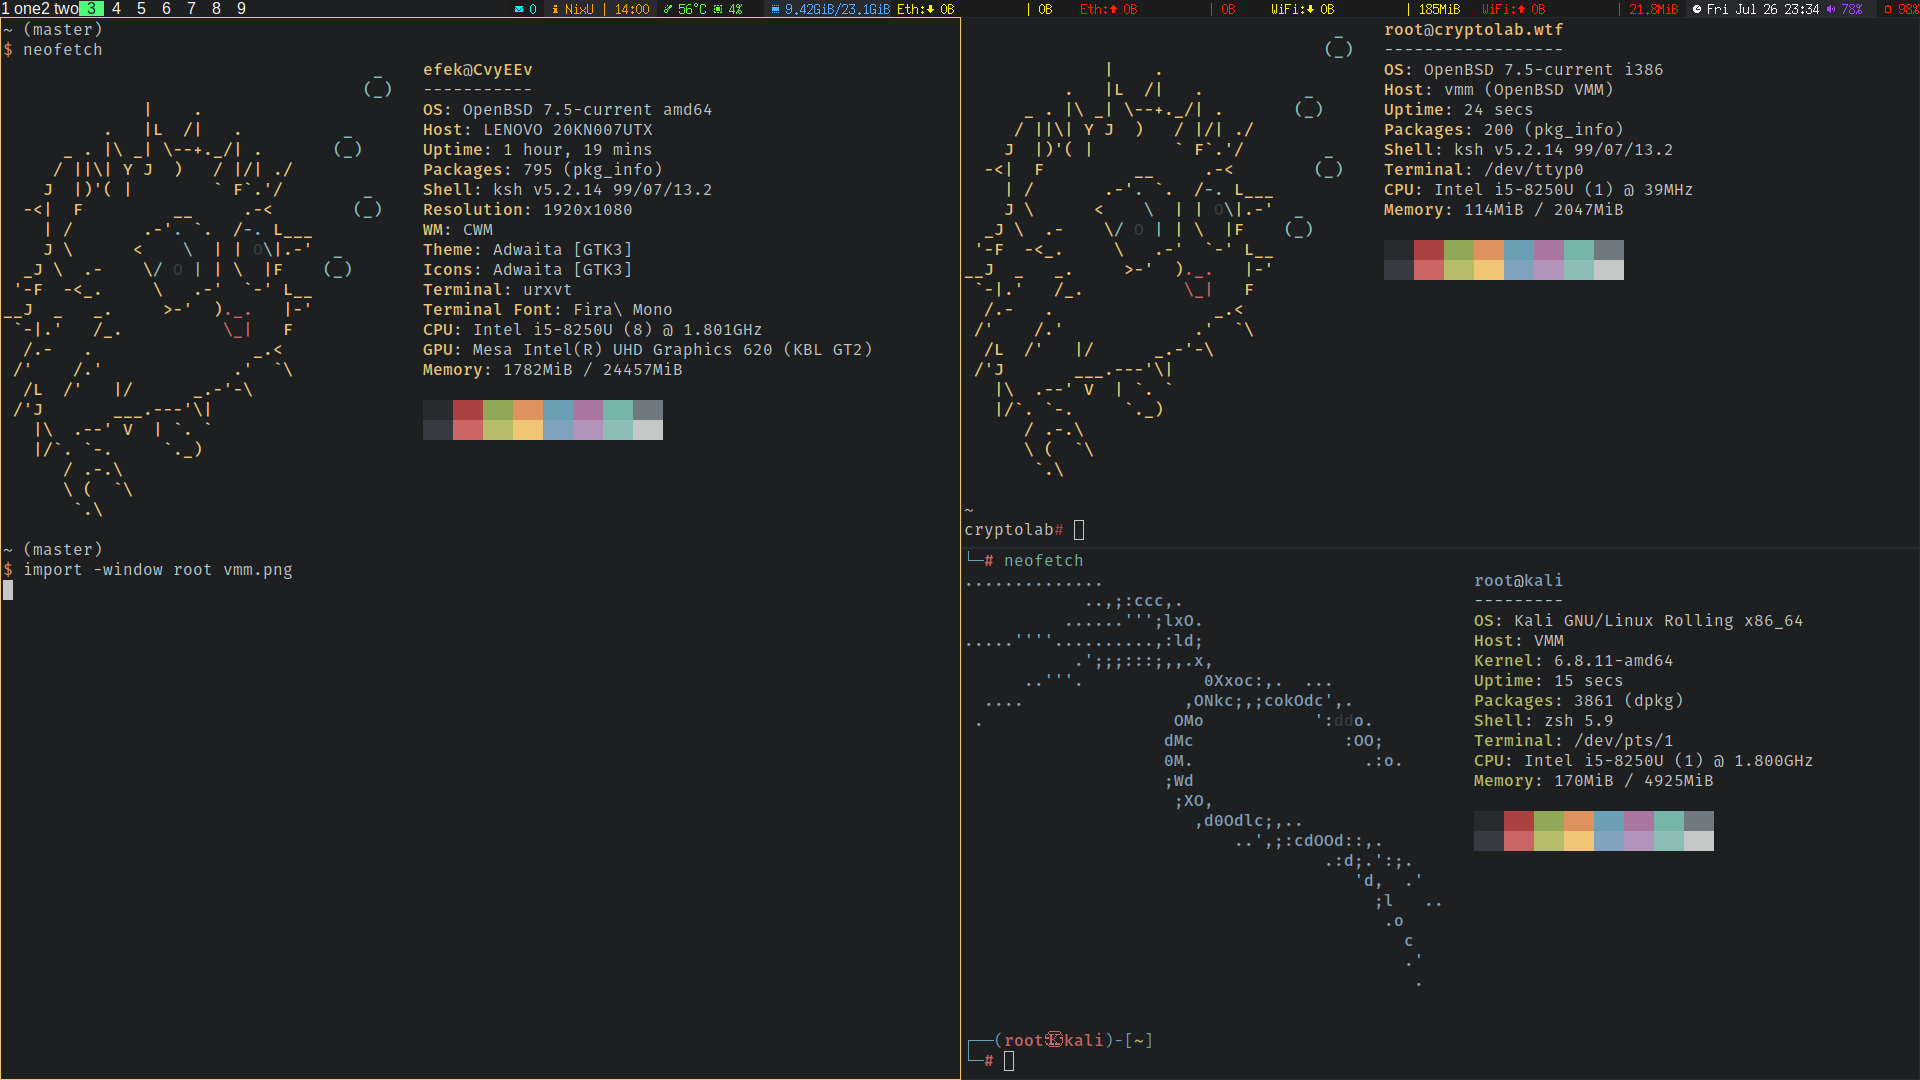 1 one 2 two 3 4 5 6 7 8 9
0 NixU | 14:00 56°C 4% 9.42GiB/23.1GiB Eth: 0B | 0B Eth: 0B | 0B WiFi: 0B | 185MiB WiFi: 0B | 21.8MiB Fri Jul 26 23:34 78% 98%
~ (master)
$ neofetch
efek@CvyEEv
-----------
OS: OpenBSD 7.5-current amd64
Host: LENOVO 20KN007UTX
Uptime: 1 hour, 19 mins
Packages: 795 (pkg_info)
Shell: ksh v5.2.14 99/07/13.2
Resolution: 1920x1080
WM: CWM
Theme: Adwaita [GTK3]
Icons: Adwaita [GTK3]
Terminal: urxvt
Terminal Font: Fira\ Mono
CPU: Intel i5-8250U (8) @ 1.801GHz
GPU: Mesa Intel(R) UHD Graphics 620 (KBL GT2)
Memory: 1782MiB / 24457MiB
~ (master)
$ import -window root vmm.png
root@cryptolab.wtf
------------------
OS: OpenBSD 7.5-current i386
Host: vmm (OpenBSD VMM)
Uptime: 24 secs
Packages: 200 (pkg_info)
Shell: ksh v5.2.14 99/07/13.2
Terminal: /dev/ttyp0
CPU: Intel i5-8250U (1) @ 39MHz
Memory: 114MiB / 2047MiB
~
cryptolab#
└─# neofetch
root@kali
---------
OS: Kali GNU/Linux Rolling x86_64
Host: VMM
Kernel: 6.8.11-amd64
Uptime: 15 secs
Packages: 3861 (dpkg)
Shell: zsh 5.9
Terminal: /dev/pts/1
CPU: Intel i5-8250U (1) @ 1.800GHz
Memory: 170MiB / 4925MiB
┌──(root㉿kali)-[~]
└─#